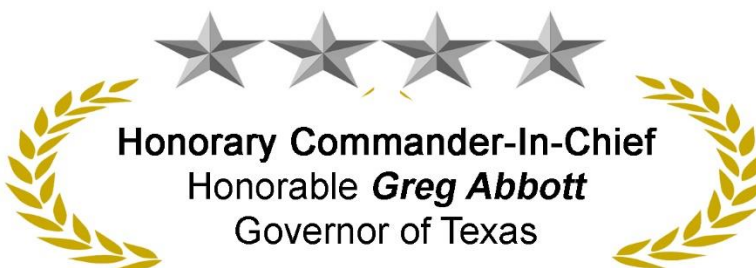 Honorary Commander-In-Chief
Honorable Greg Abbott
Governor of Texas